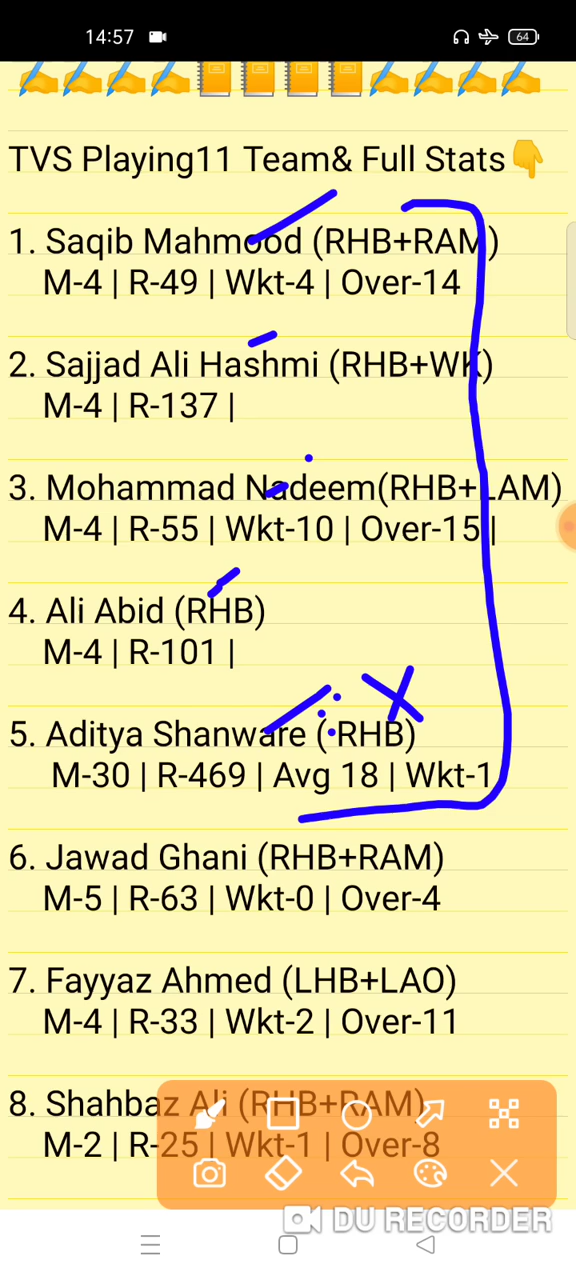 14:57
64
TVS Playing11 Team& Full Stats
1. Saqib Mahmood (RHB+RAM)
M-4 | R-49 | Wkt-4 | Over-14
2. Sajjad Ali Hashmi (RHB+WK)
M-4 | R-137 |
3. Mohammad Nadeem(RHB+LAM)
M-4 | R-55 | Wkt-10 | Over-15 |
4. Ali Abid (RHB)
M-4 | R-101 |
5. Aditya Shanware (RHB)
M-30 | R-469 | Avg 18 | Wkt-1
6. Jawad Ghani (RHB+RAM)
M-5 | R-63 | Wkt-0 | Over-4
7. Fayyaz Ahmed (LHB+LAO)
M-4 | R-33 | Wkt-2 | Over-11
8. Shahbaz Ali (RHB+RAM)
M-2 | R-25 | Wkt-1 | Over-8
DU RECORDER